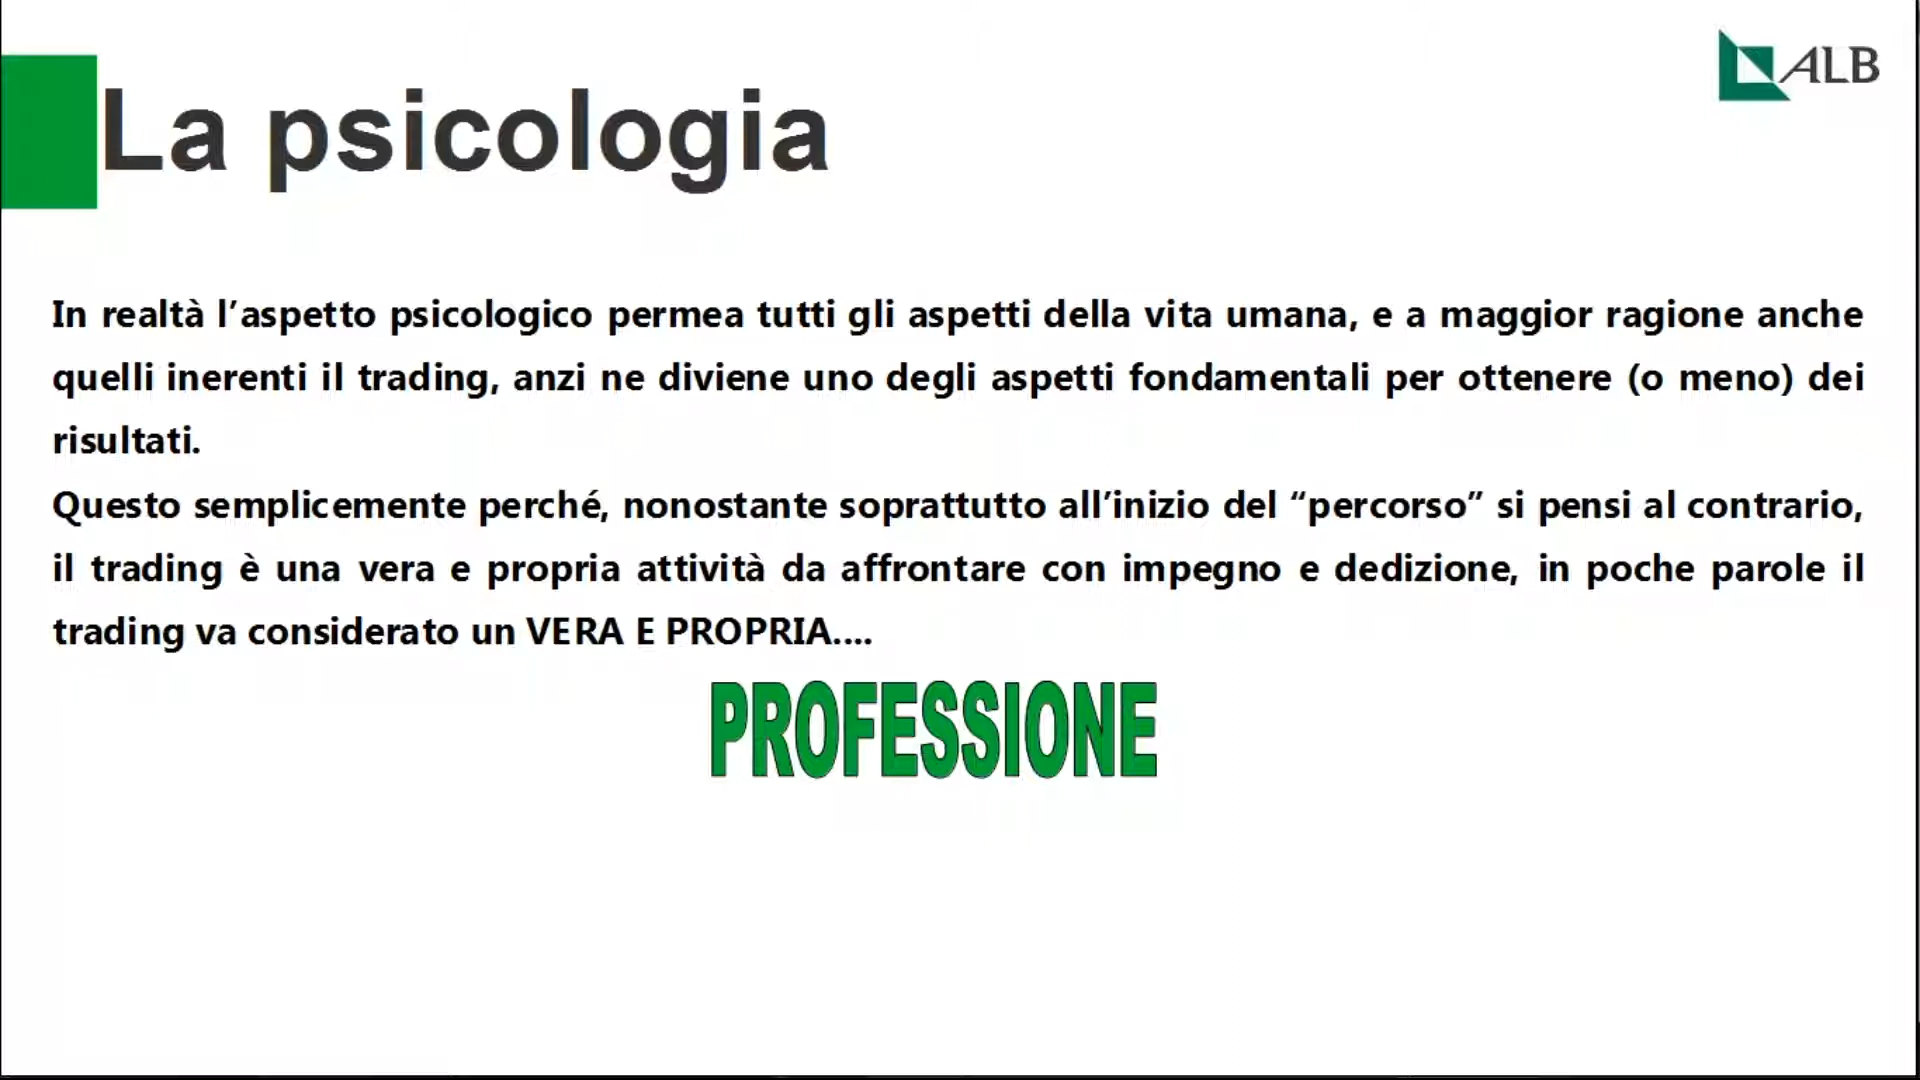 ALB
La psicologia
In realtà l’aspetto psicologico permea tutti gli aspetti della vita umana, e a maggior ragione anche
quelli inerenti il trading, anzi ne diviene uno degli aspetti fondamentali per ottenere (o meno) dei
risultati.
Questo semplicemente perché, nonostante soprattutto all’inizio del “percorso” si pensi al contrario,
il trading è una vera e propria attività da affrontare con impegno e dedizione, in poche parole il
trading va considerato un VERA E PROPRIA....
PROFESSIONE